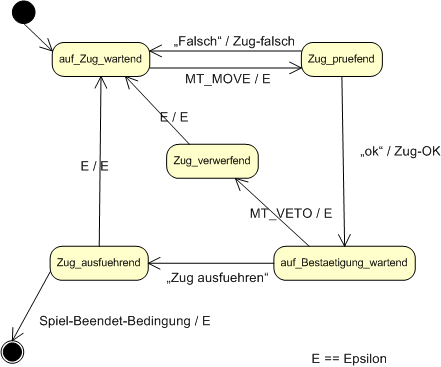 „Falsch“ / Zug-falsch
auf_Zug_wartend
Zug_pruefend
MT_MOVE / E
E / E
„ok“ / Zug-OK
Zug_verwerfend
E / E
MT_VETO / E
Zug_ausfuehrend
auf_Bestaetigung_wartend
„Zug ausfuehren“
Spiel-Beendet-Bedingung / E
E == Epsilon